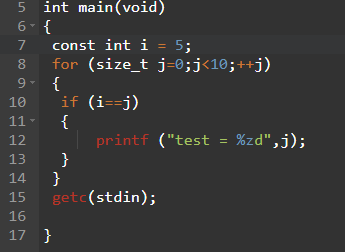 5 int main(void)
6 {
7 const int i = 5;
8 for (size_t j=0;j<10;++j)
9 {
10 if (i==j)
11 {
12 printf ("test = %zd",j);
13 }
14 }
15 getc(stdin);
16
17 }